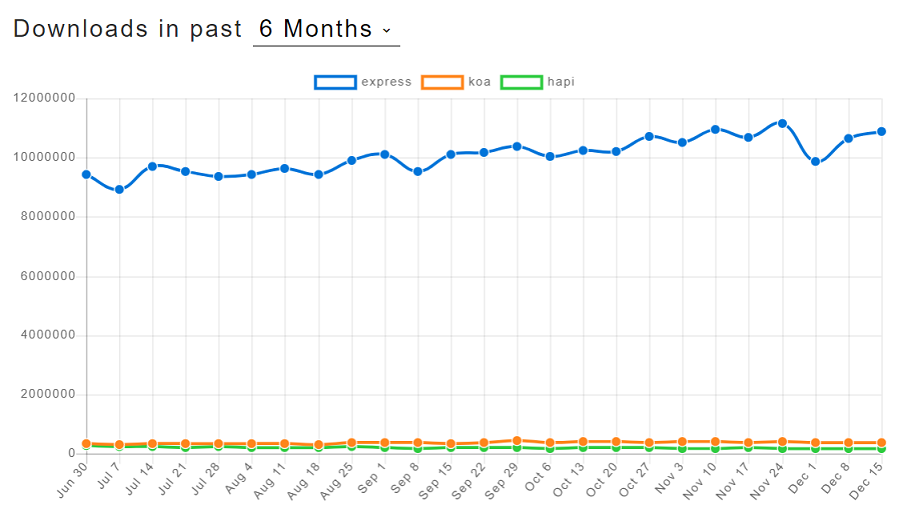 Downloads in past 6 Months
express koa hapi
12000000
10000000
8000000
6000000
4000000
2000000
0
Jun 30 Jul 7 Jul 14 Jul 21 Jul 28 Aug 4 Aug 11 Aug 18 Aug 25 Sep 1 Sep 8 Sep 15 Sep 22 Sep 29 Oct 6 Oct 13 Oct 20 Oct 27 Nov 3 Nov 10 Nov 17 Nov 24 Dec 1 Dec 8 Dec 15